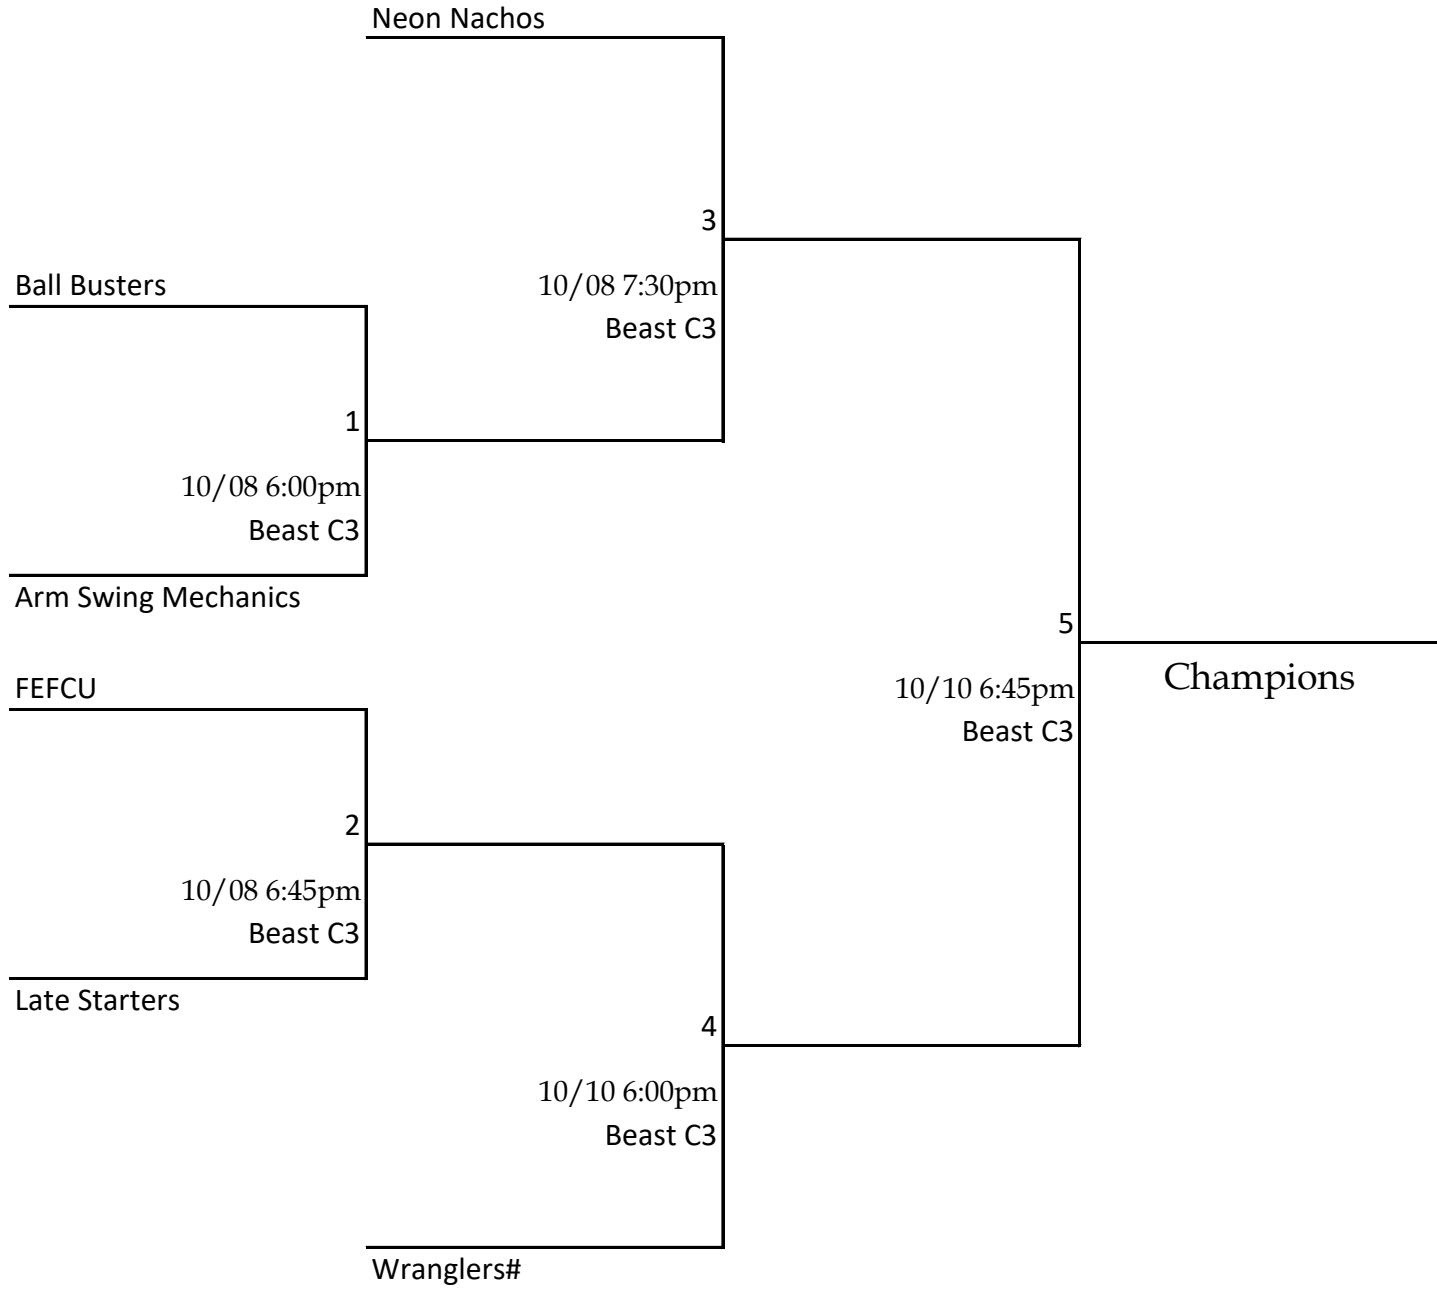 Neon Nachos
3
10/08 7:30pm
Beast C3
Ball Busters
1
10/08 6:00pm
Beast C3
Arm Swing Mechanics
5
10/10 6:45pm
Beast C3
Champions
FEFCU
2
10/08 6:45pm
Beast C3
Late Starters
4
10/10 6:00pm
Beast C3
Wranglers#